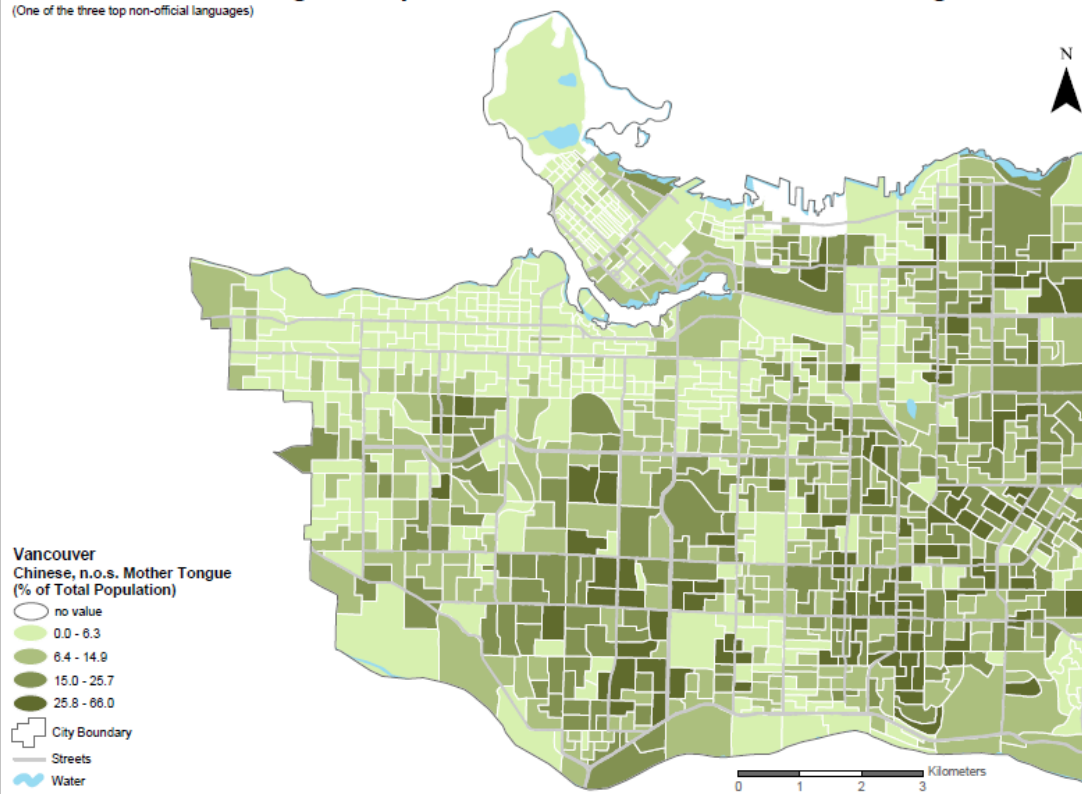 (One of the three top non-official languages)
N
Vancouver
Chinese, n.o.s. Mother Tongue
(% of Total Population)
no value
0.0 - 6.3
6.4 - 14.9
15.0 - 25.7
25.8 - 66.0
City Boundary
Streets
Water
Kilometers
0 1 2 3